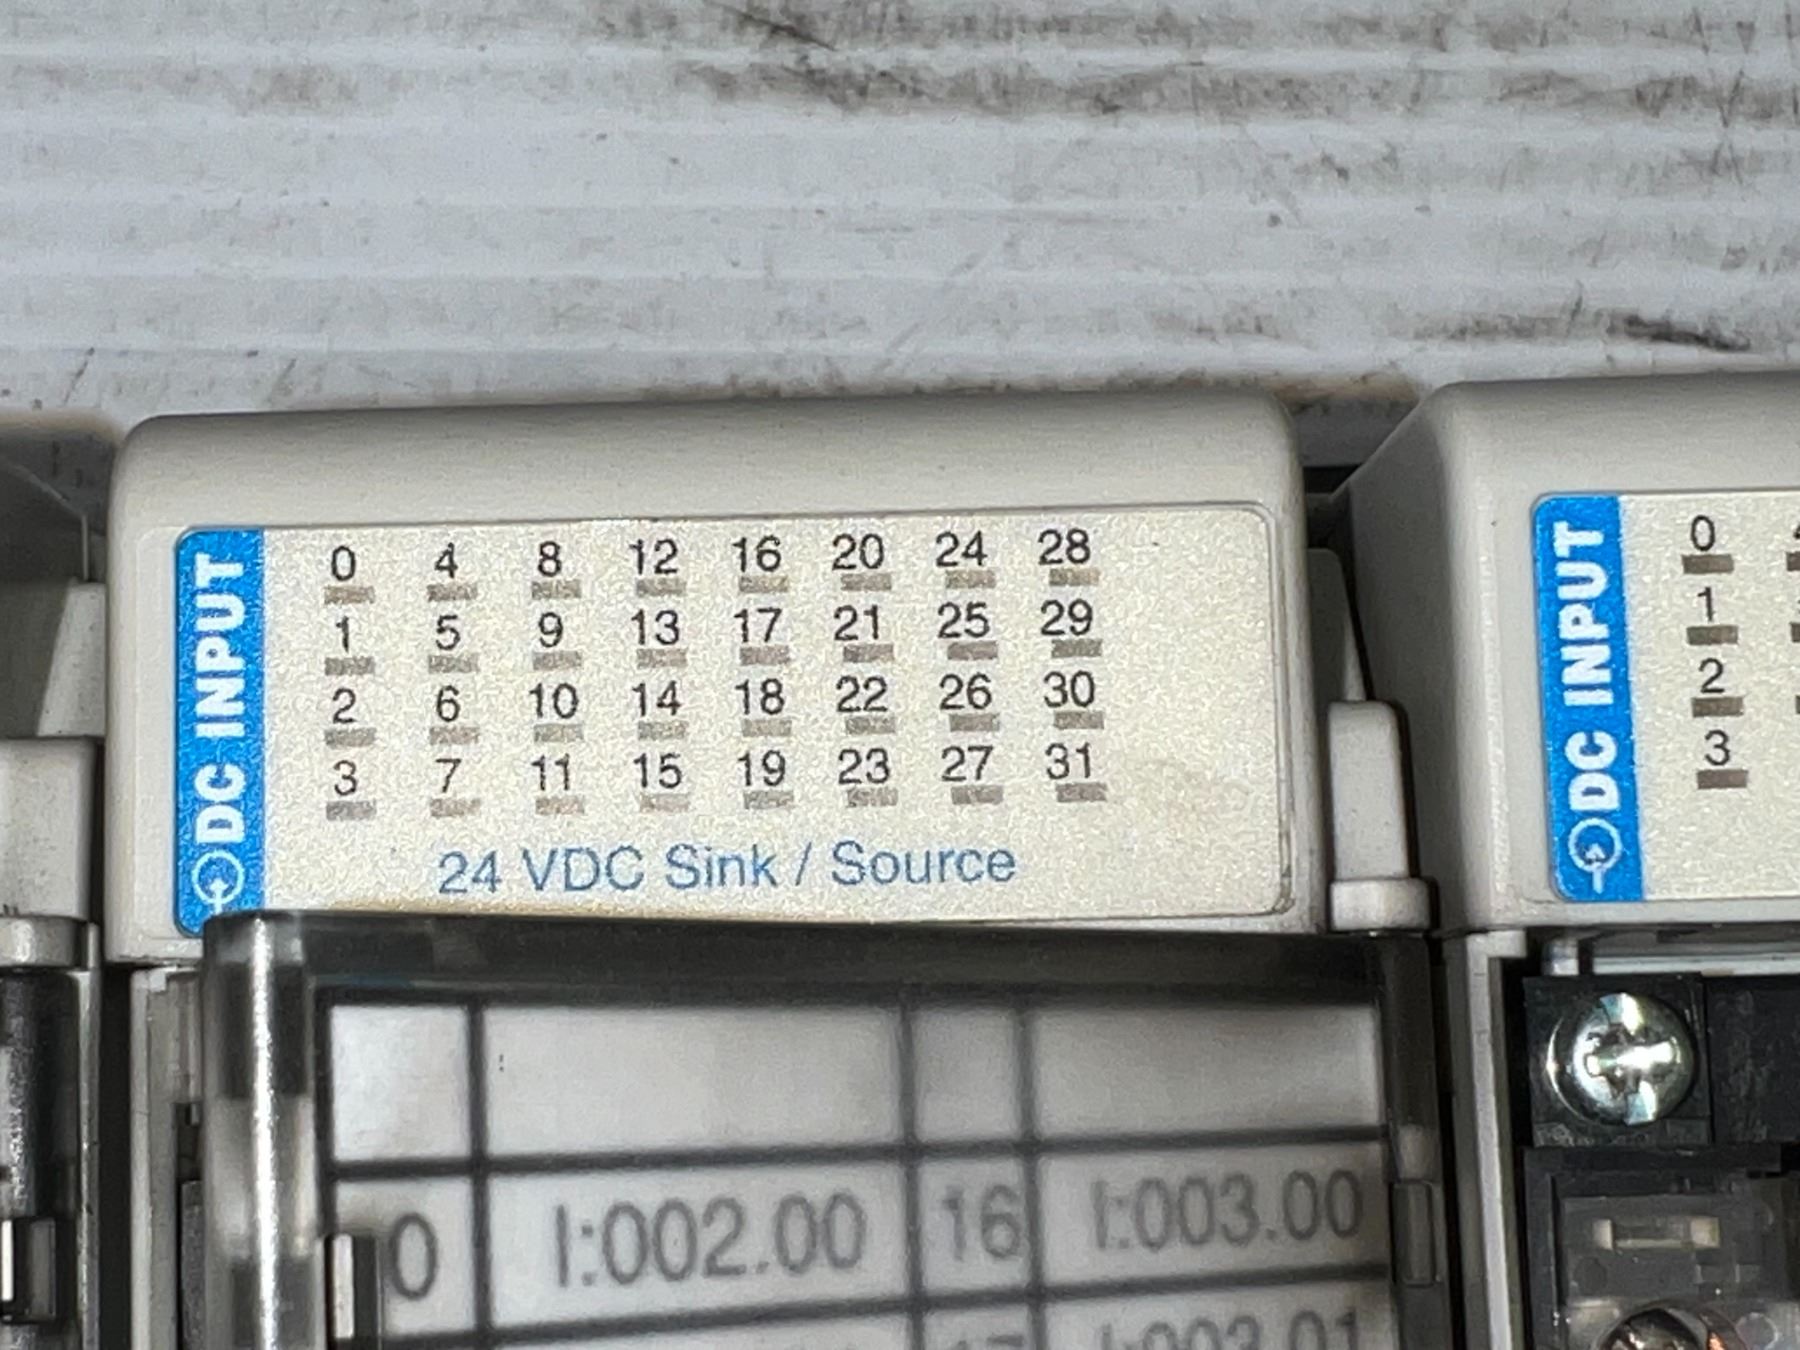 DC INPUT
0 4 8 12 16 20 24 28
1 5 9 13 17 21 25 29
2 6 10 14 18 22 26 30
3 7 11 15 19 23 27 31
24 VDC Sink / Source
0 I:002.00 16 I:003.00
I:003.01
DC INPUT
0
1
2
3